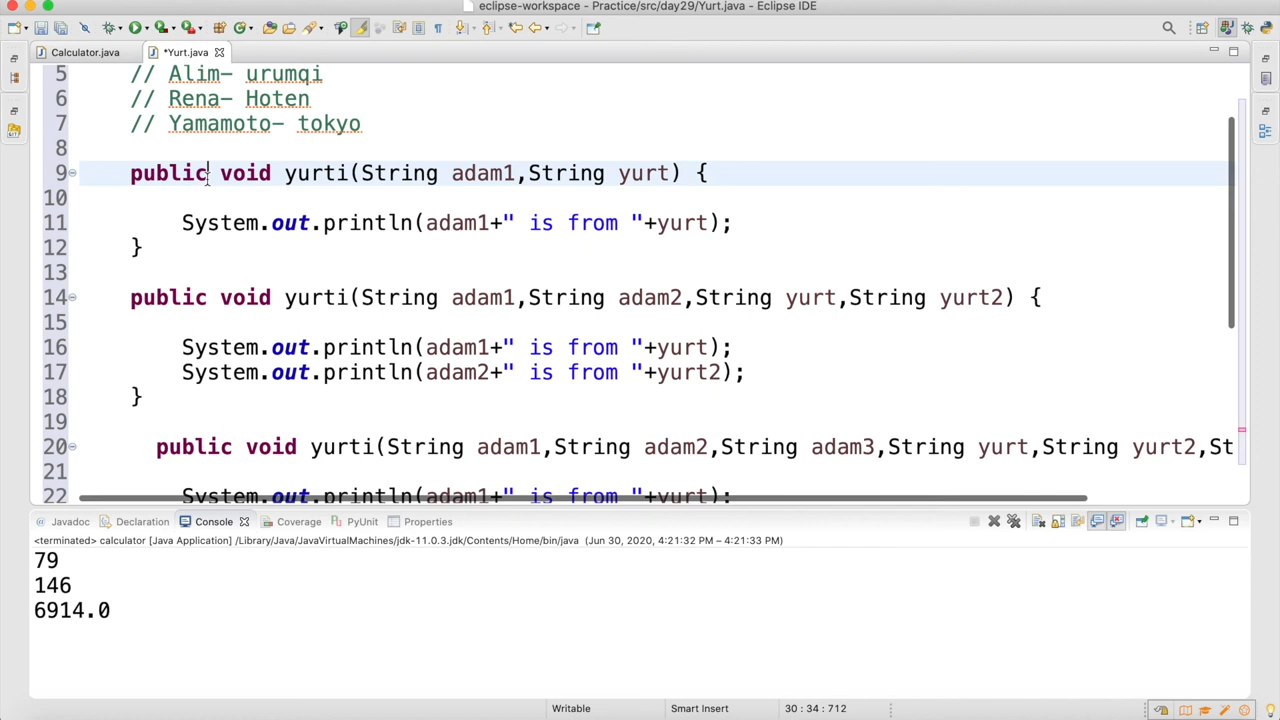 eclipse-workspace - Practice/src/day29/Yurt.java - Eclipse IDE
Calculator.java
*Yurt.java
5 // Alim- urumqi
6 // Rena- Hoten
7 // Yamamoto- tokyo
8
9 public void yurti(String adam1,String yurt) {
10
11 System.out.println(adam1+" is from "+yurt);
12 }
13
14 public void yurti(String adam1,String adam2,String yurt,String yurt2) {
15
16 System.out.println(adam1+" is from "+yurt);
17 System.out.println(adam2+" is from "+yurt2);
18 }
19
20 public void yurti(String adam1,String adam2,String adam3,String yurt,String yurt2,St
21
22 System.out.println(adam1+" is from "+yurt);
@ Javadoc Declaration Console Coverage PyUnit Properties
<terminated> calculator [Java Application] /Library/Java/JavaVirtualMachines/jdk-11.0.3.jdk/Contents/Home/bin/java (Jun 30, 2020, 4:21:32 PM – 4:21:33 PM)
79
146
6914.0
Writable Smart Insert 30 : 34 : 712